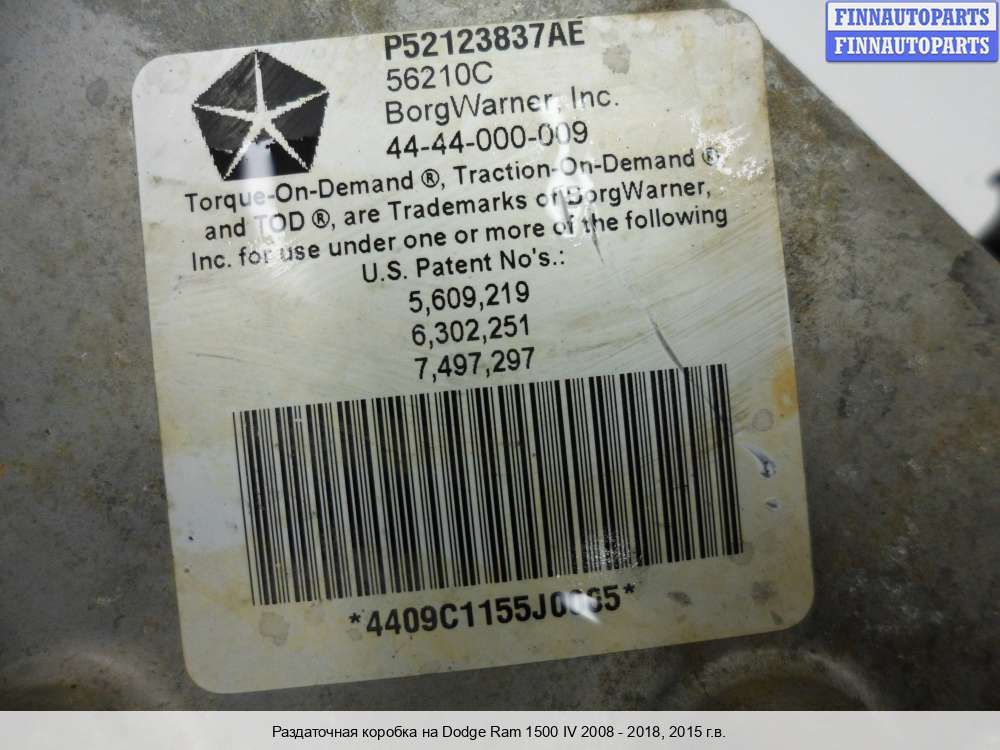 FINNAUTOPARTS
FINNAUTOPARTS
P52123837AE
56210C
BorgWarner, Inc.
44-44-000-009
Torque-On-Demand ®, Traction-On-Demand ®,
and TOD ®, are Trademarks of BorgWarner,
Inc. for use under one or more of the following
U.S. Patent No's.:
5,609,219
6,302,251
7,497,297
Раздаточная коробка на Dodge Ram 1500 IV 2008 - 2018, 2015 г.в.